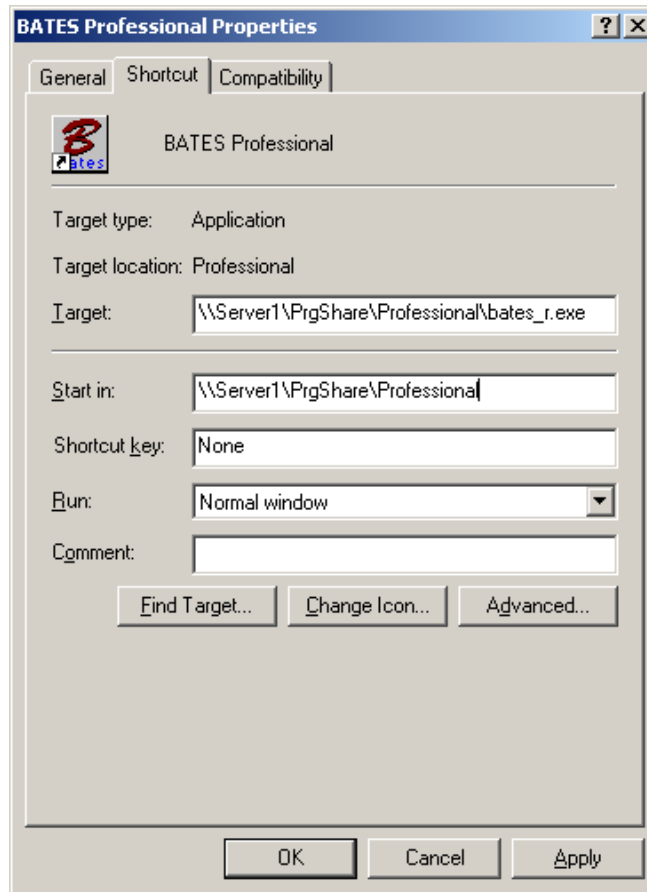 BATES Professional Properties
General Shortcut Compatibility
B
ates
BATES Professional
Target type: Application
Target location: Professional
Target: \\Server1\PrgShare\Professional\bates_r.exe
Start in: \\Server1\PrgShare\Professional
Shortcut key: None
Run: Normal window
Comment:
Find Target... Change Icon... Advanced...
OK Cancel Apply